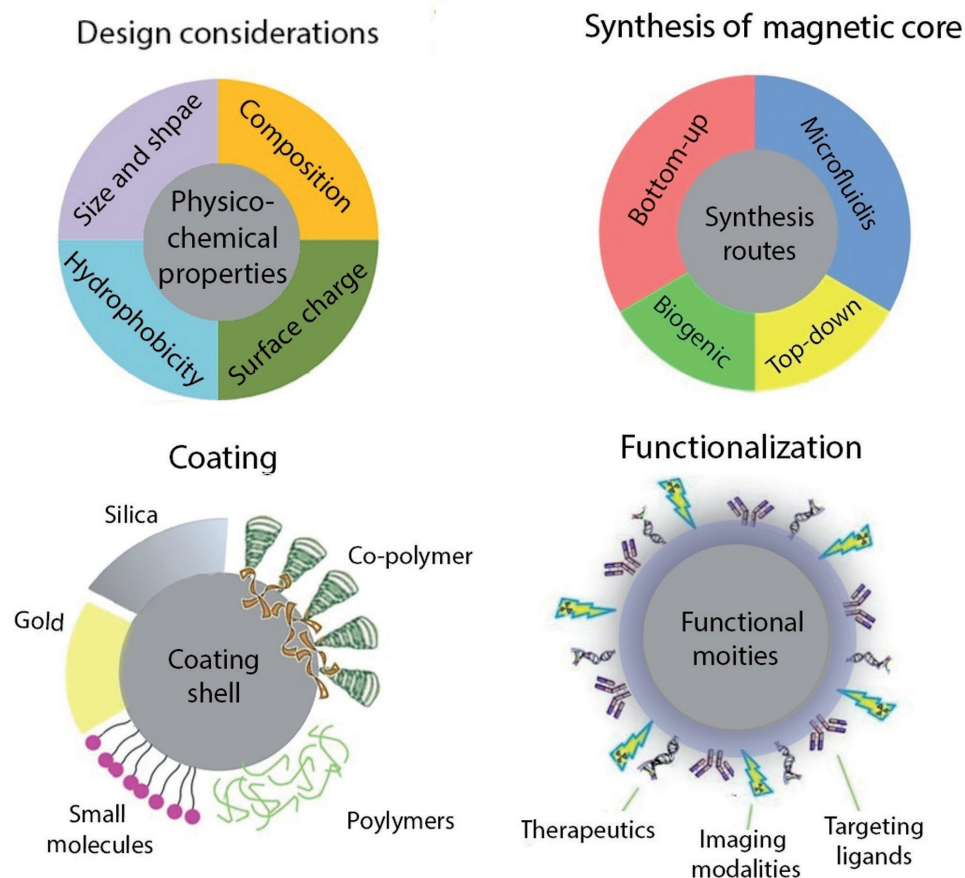 Design considerations
Size and shpae
Composition
Physico-
chemical
properties
Hydrophobicity
Surface charge
Synthesis of magnetic core
Bottom-up
Microfluidis
Synthesis
routes
Biogenic
Top-down
Coating
Silica
Co-polymer
Gold
Coating
shell
Small
molecules
Poylymers
Functionalization
Functional
moities
Therapeutics
Imaging
modalities
Targeting
ligands